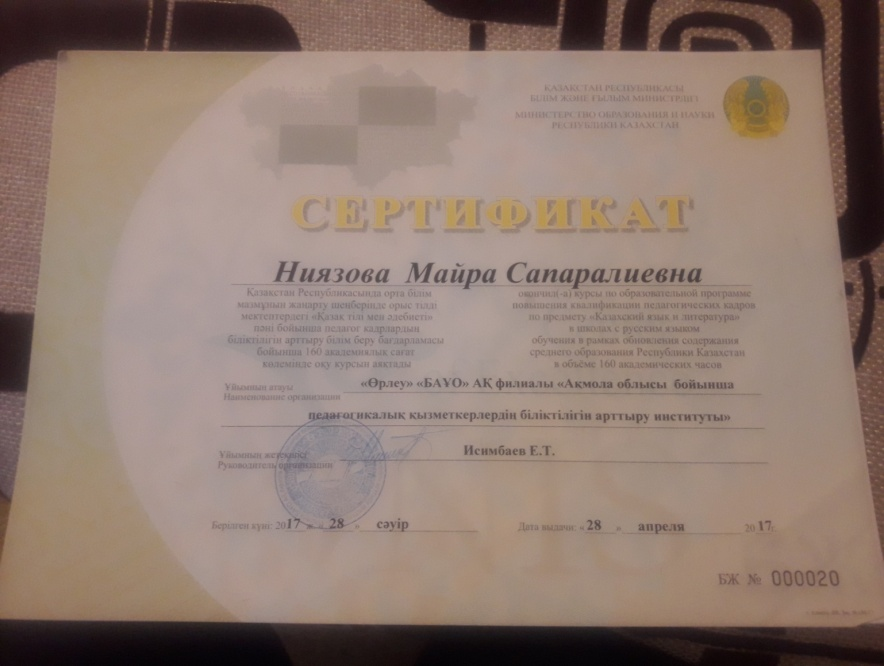 ҚАЗАҚСТАН РЕСПУБЛИКАСЫ
БІЛІМ ЖӘНЕ ҒЫЛЫМ МИНИСТРЛІГІ
МИНИСТЕРСТВО ОБРАЗОВАНИЯ И НАУКИ
РЕСПУБЛИКИ КАЗАХСТАН
СЕРТИФИКАТ
Ниязова Майра Сапаралиевна
Қазақстан Республикасында орта білім
мазмұнын жаңарту шеңберінде орыс тілді
мектептердегі «Қазақ тілі мен әдебиеті»
пәні бойынша педагог кадрлардың
біліктілігін арттыру білім беру бағдарламасы
бойынша 160 академиялық сағат
көлемінде оқу курсын аяқтады
окончил(-а) курсы по образовательной программе
повышения квалификации педагогических кадров
по предмету «Казахский язык и литература»
в школах с русским языком
обучения в рамках обновления содержания
среднего образования Республики Казахстан
в объёме 160 академических часов
Ұйымның атауы
Наименование организации
«Өрлеу» «БАҰО» АҚ филиалы «Ақмола облысы бойынша
педагогикалық қызметкерлердің біліктілігін арттыру институты»
Ұйымның жетекшісі
Руководитель организации
Исимбаев Е.Т.
Берілген күні: 2017 ж. « 28 » сәуір
Дата выдачи: « 28 » апреля 2017г.
БЖ № 000020